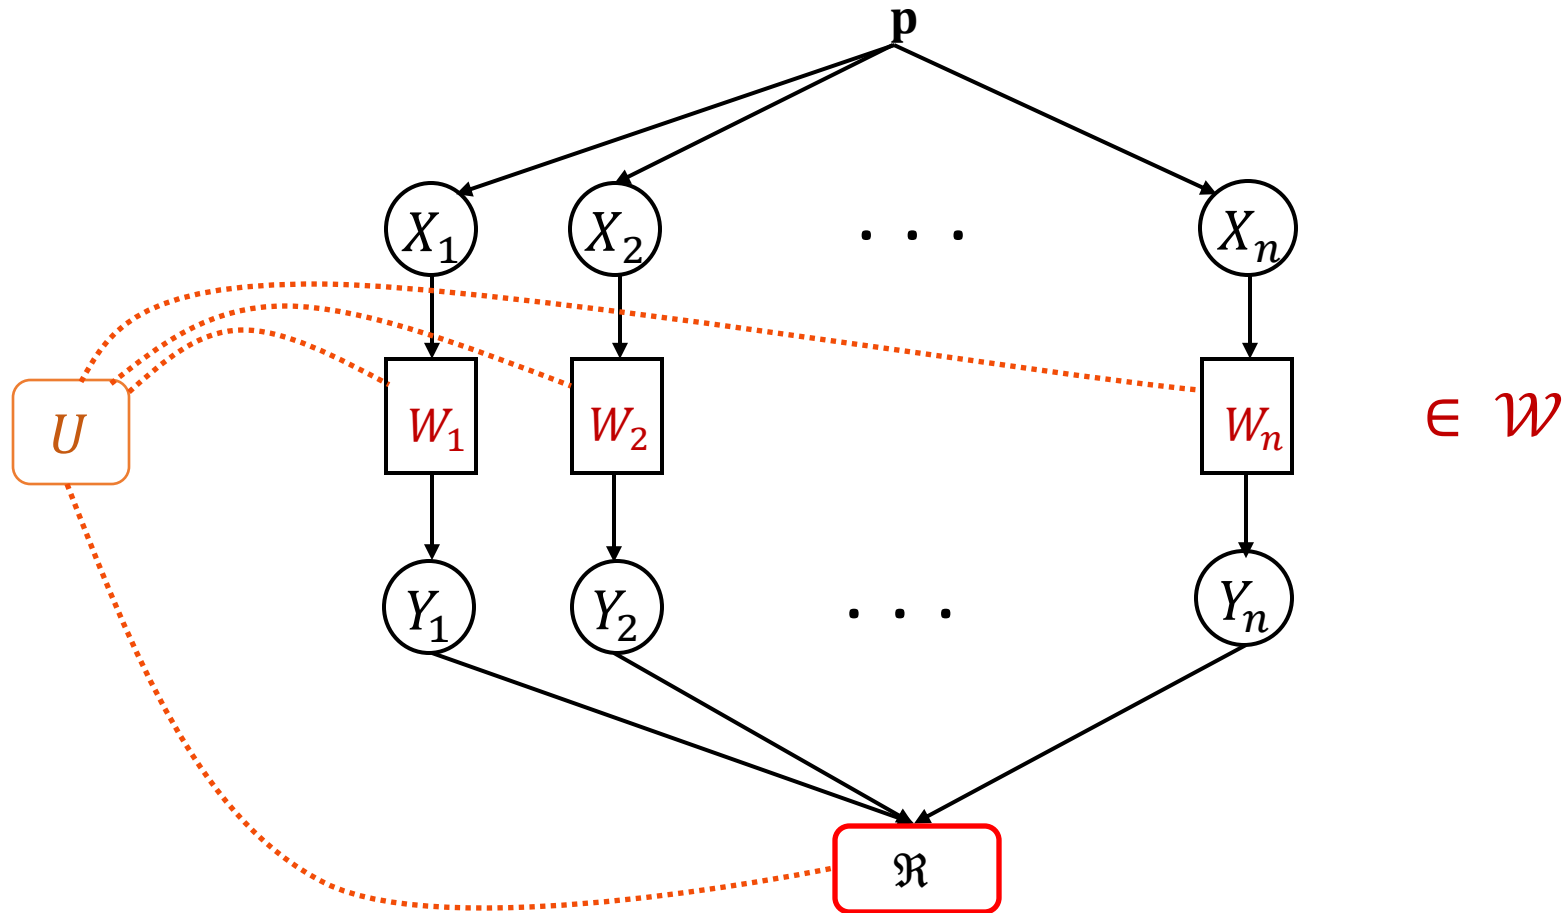 p
X₁ X₂ . . . Xₙ
U W₁ W₂ Wₙ ∈ 𝒲
Y₁ Y₂ . . . Yₙ
ℜ